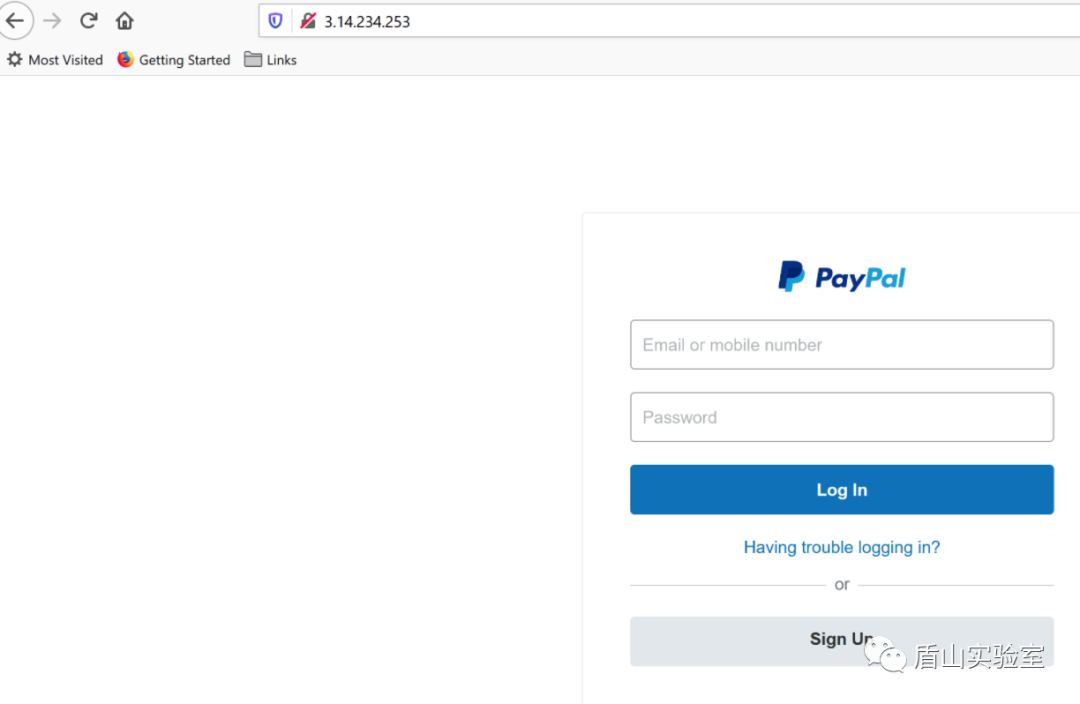 3.14.234.253
Most Visited Getting Started Links
PayPal
Email or mobile number
Password
Log In
Having trouble logging in?
or
Sign Up
盾山实验室